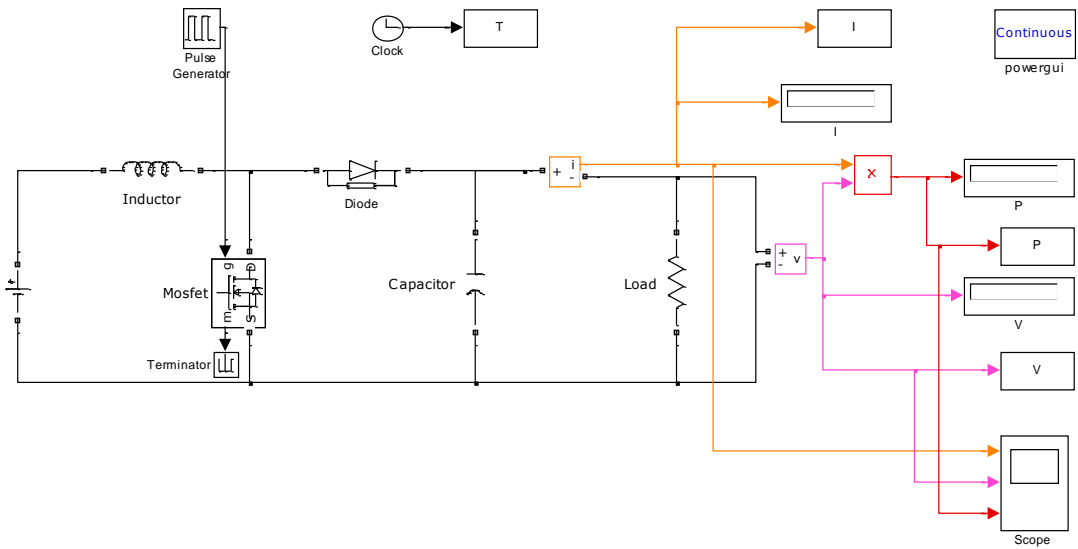 Pulse
Generator
Clock
T
I
I
Continuous
powergui
Inductor
Diode
+
i
-
×
P
P
g
D
m
S
Mosfet
Terminator
+
Capacitor
Load
+
-
v
V
V
Scope